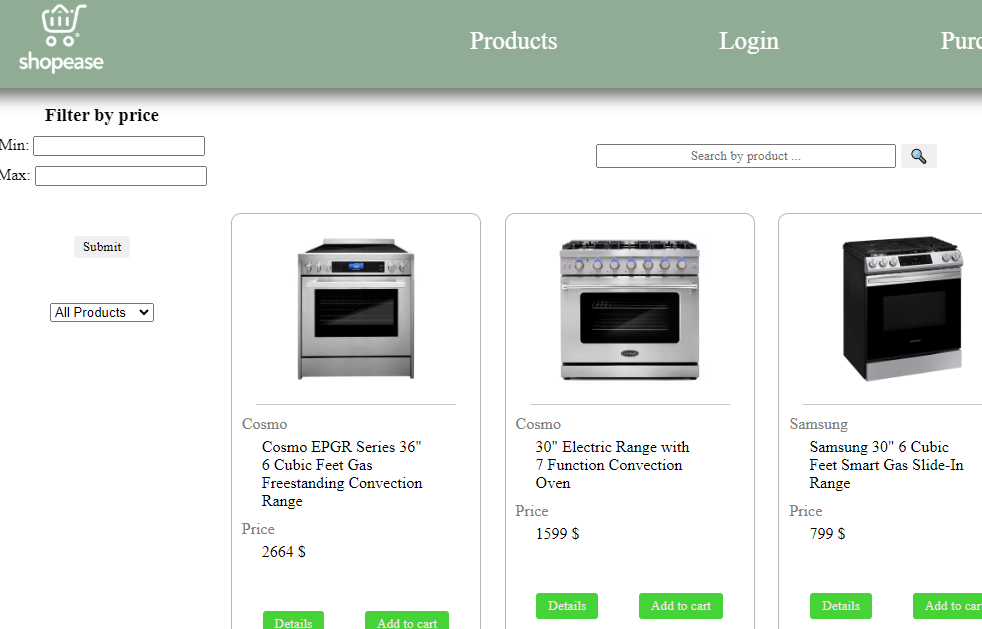 shopease
Products
Login
Purc
Filter by price
Min:
Max:
Search by product ...
Submit
All Products
Cosmo
Cosmo EPGR Series 36"
6 Cubic Feet Gas
Freestanding Convection
Range
Price
2664 $
Details
Add to cart
Cosmo
30" Electric Range with
7 Function Convection
Oven
Price
1599 $
Details
Add to cart
Samsung
Samsung 30" 6 Cubic
Feet Smart Gas Slide-In
Range
Price
799 $
Details
Add to car